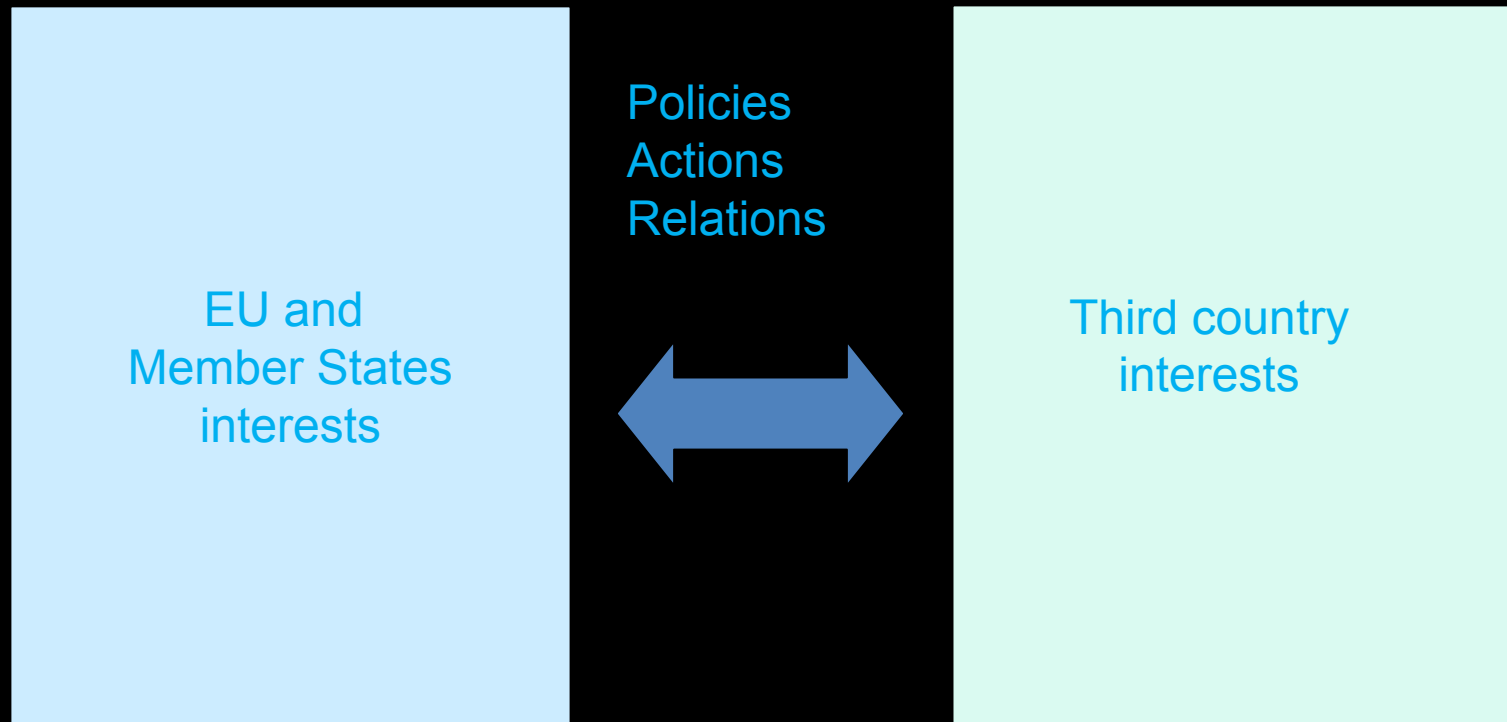 EU and
Member States
interests
Policies
Actions
Relations
Third country
interests